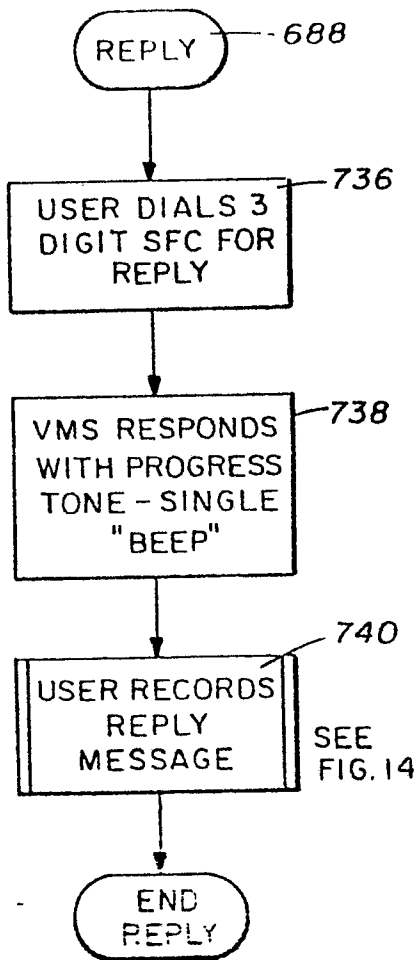 REPLY
688
736
USER DIALS 3
DIGIT SFC FOR
REPLY
738
VMS RESPONDS
WITH PROGRESS
TONE - SINGLE
"BEEP"
740
USER RECORDS
REPLY
MESSAGE
SEE
FIG. 14
END
REPLY